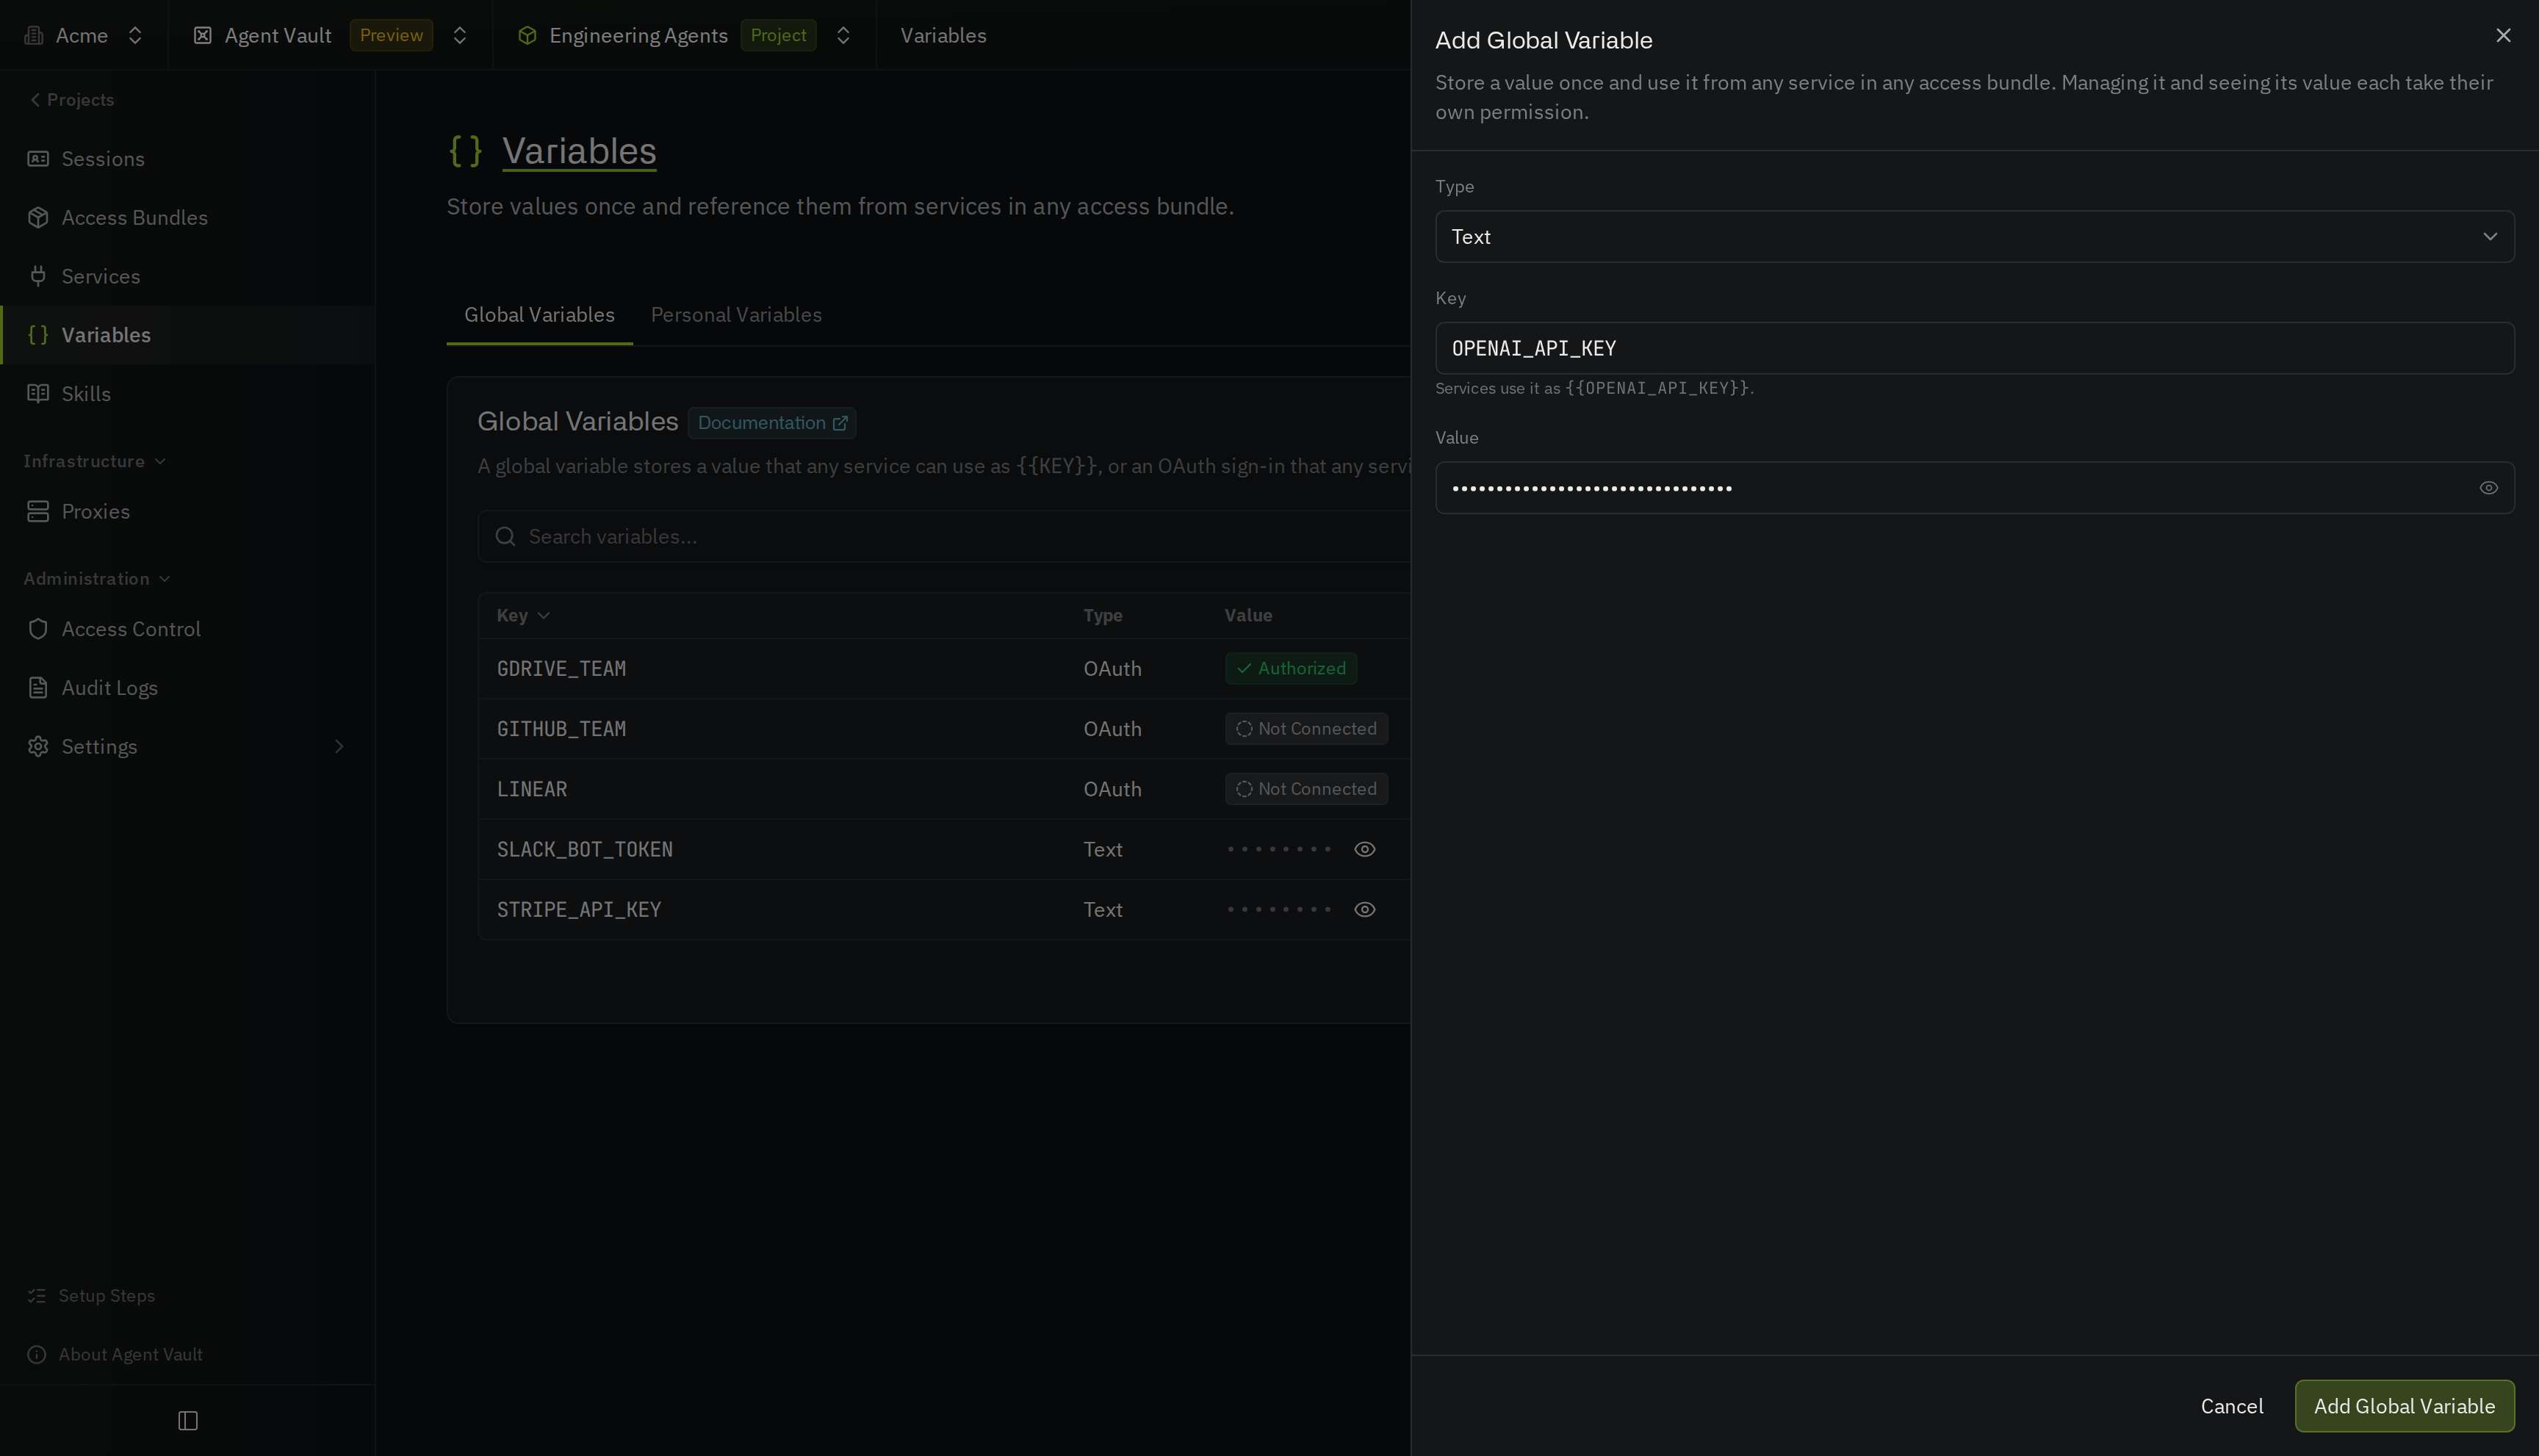 Acme
Agent Vault Preview
Engineering Agents Project
Variables
Projects
Sessions
Access Bundles
Services
Variables
Skills
Infrastructure
Proxies
Administration
Access Control
Audit Logs
Settings
Setup Steps
About Agent Vault
{} Variables
Store values once and reference them from services in any access bundle.
Global Variables Personal Variables
Global Variables Documentation
A global variable stores a value that any service can use as {{KEY}}, or an OAuth sign-in that any servi
Search variables...
Key Type Value
GDRIVE_TEAM OAuth Authorized
GITHUB_TEAM OAuth Not Connected
LINEAR OAuth Not Connected
SLACK_BOT_TOKEN Text ••••••••
STRIPE_API_KEY Text ••••••••
Add Global Variable
Store a value once and use it from any service in any access bundle. Managing it and seeing its value each take their
own permission.
Type
Text
Key
OPENAI_API_KEY
Services use it as {{OPENAI_API_KEY}}.
Value
••••••••••••••••••••••••••••••••
Cancel Add Global Variable